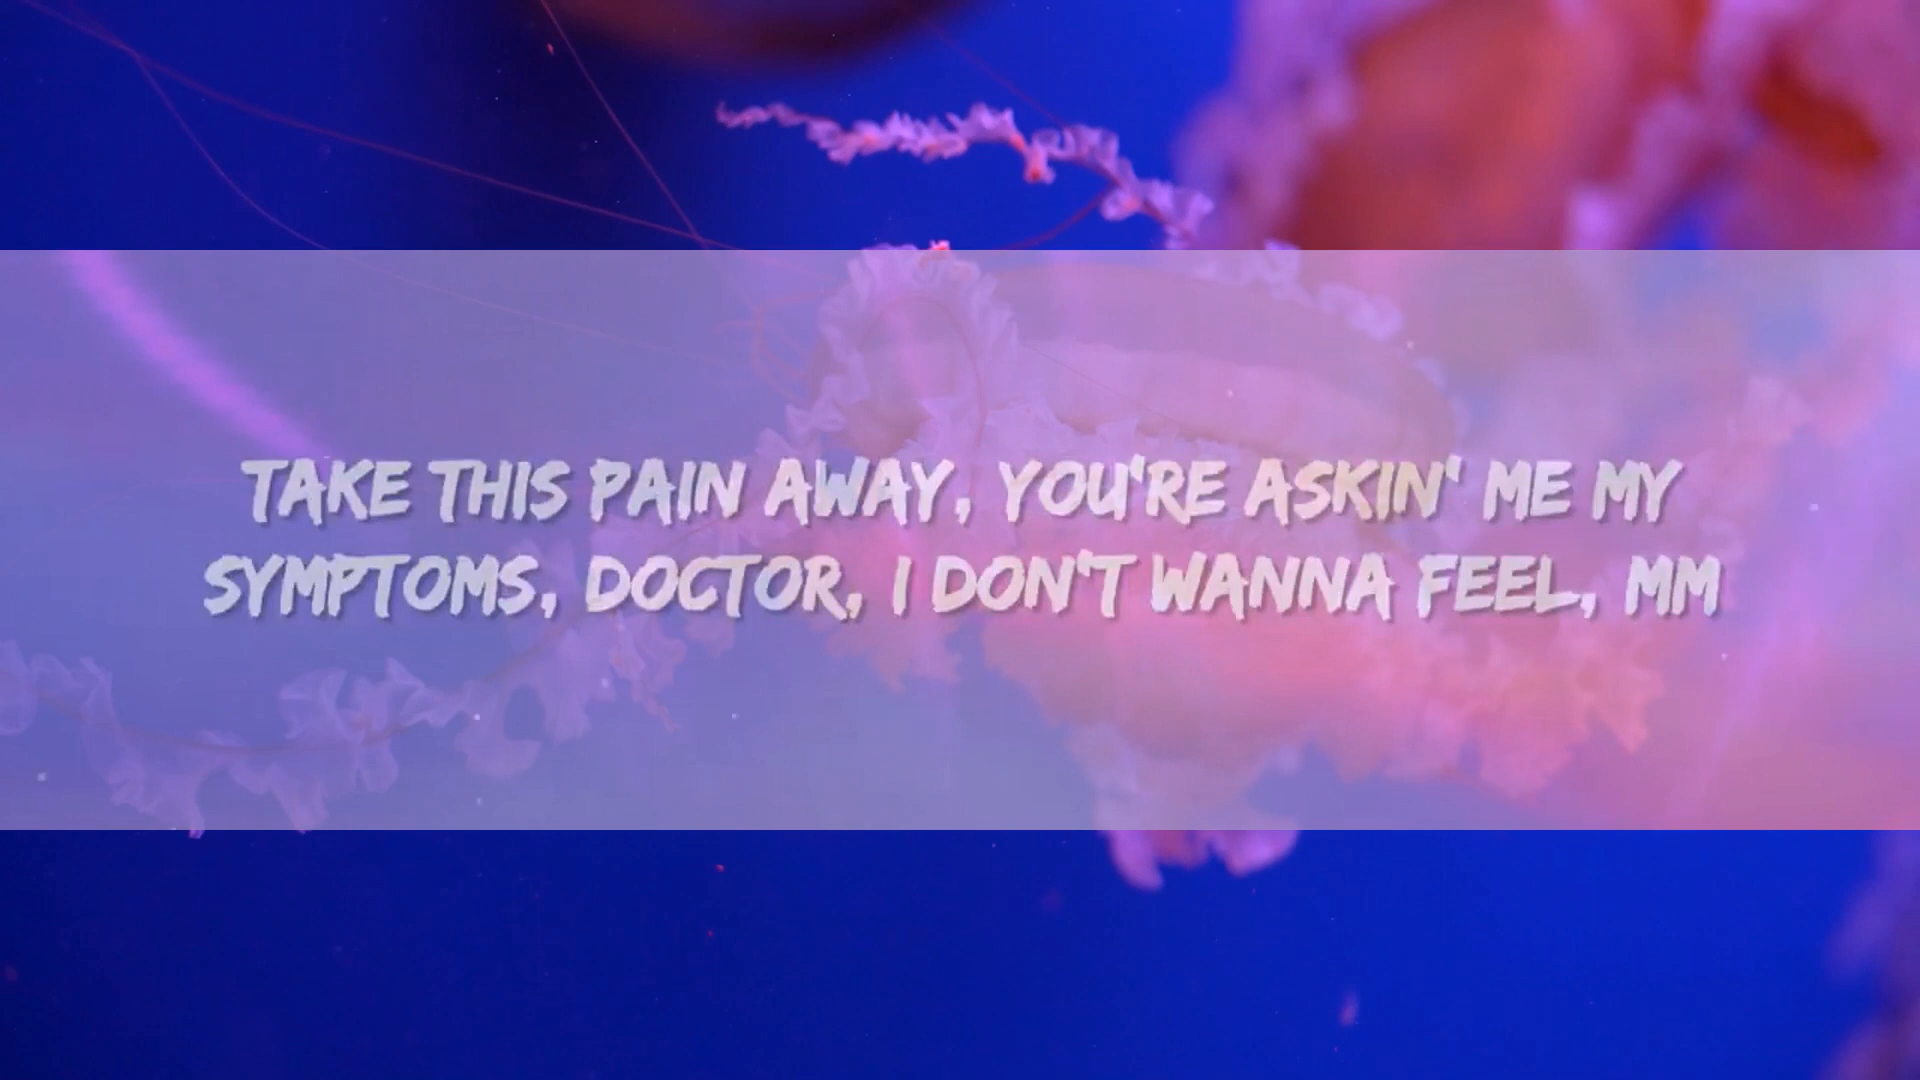 TAKE THIS PAIN AWAY, YOU'RE ASKIN' ME MY
SYMPTOMS, DOCTOR, I DON'T WANNA FEEL, MM